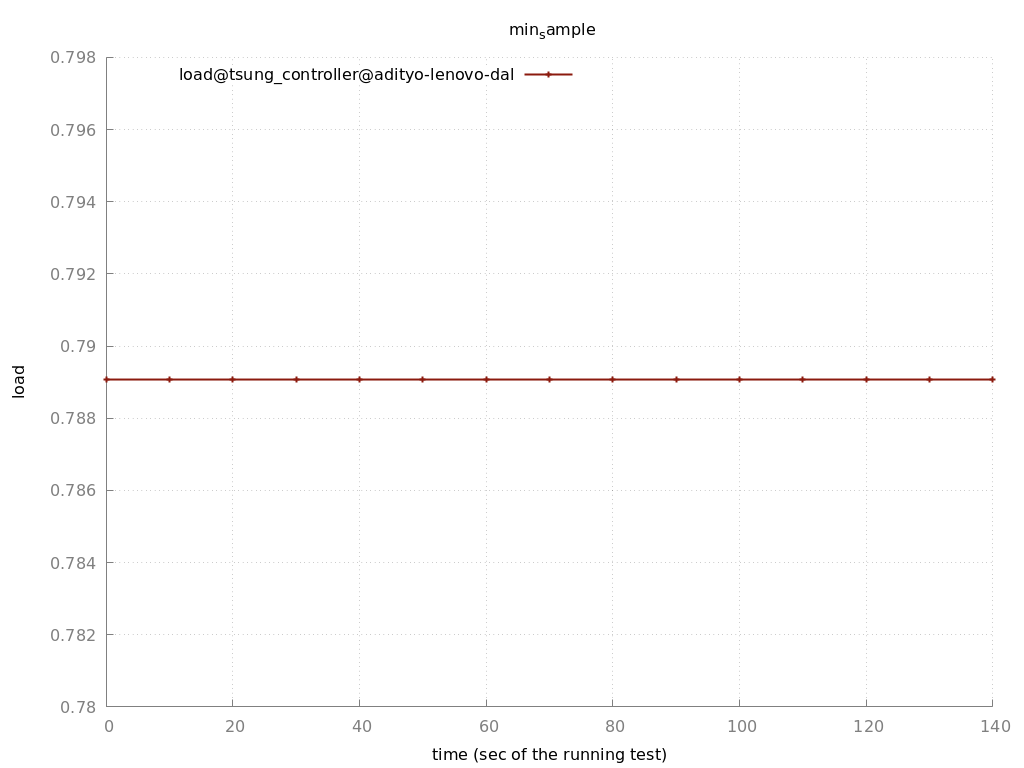 min_sample
0.798
load@tsung_controller@adityo-lenovo-dal
0.796
0.794
0.792
0.79
load
0.788
0.786
0.784
0.782
0.78
0 20 40 60 80 100 120 140
time (sec of the running test)